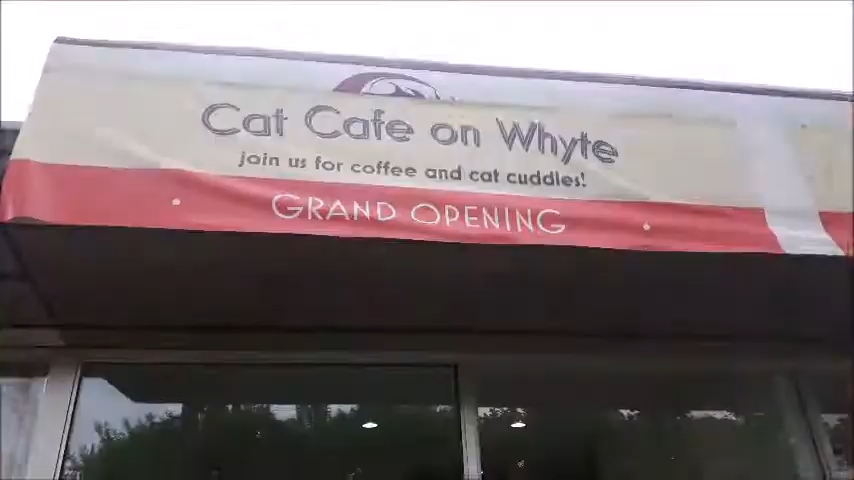 Cat Cafe on Whyte
join us for coffee and cat cuddles!
• GRAND OPENING •